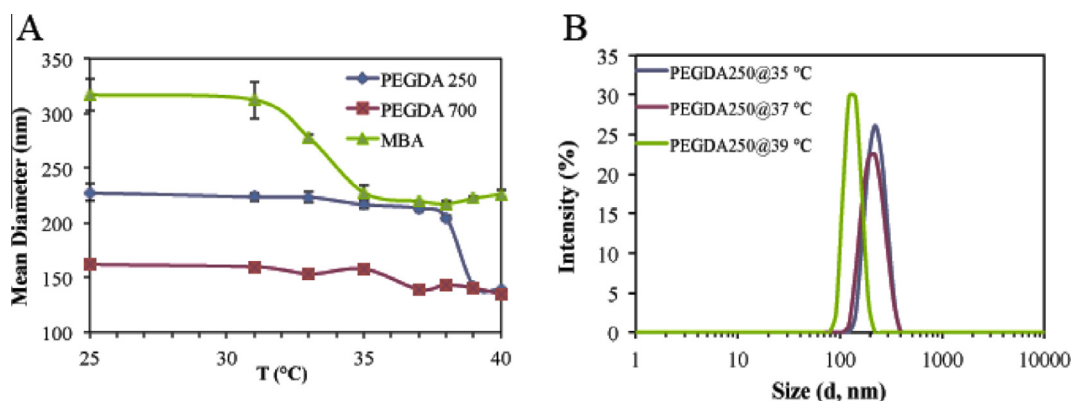 A
Mean Diameter (nm)
350
300
250
200
150
100
25
30
35
40
T (°C)
PEGDA 250
PEGDA 700
MBA
B
Intensity (%)
35
30
25
20
15
10
5
0
1
10
100
1000
10000
Size (d, nm)
PEGDA250@35 °C
PEGDA250@37 °C
PEGDA250@39 °C